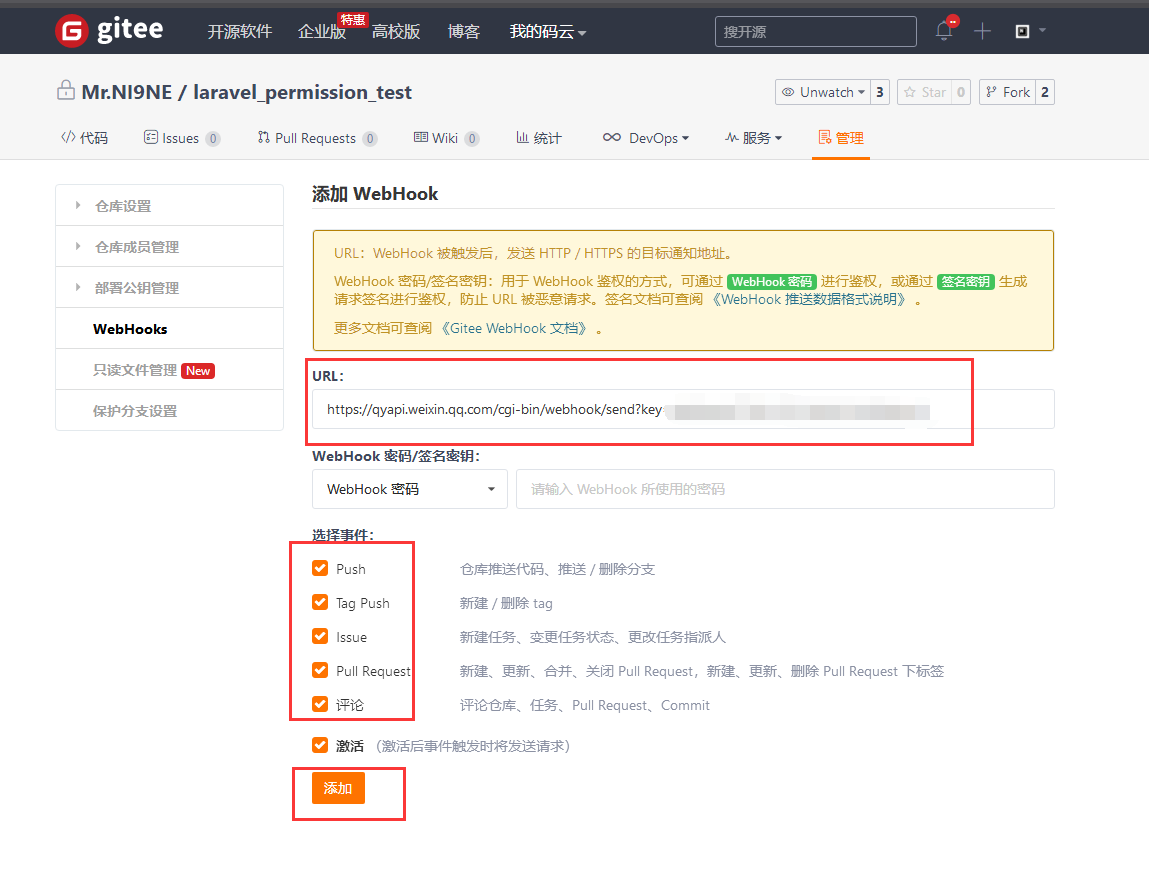 gitee 开源软件 企业版 特惠 高校版 博客 我的码云 搜开源
Mr.NI9NE / laravel_permission_test Unwatch 3 Star 0 Fork 2
代码 Issues 0 Pull Requests 0 Wiki 0 统计 DevOps 服务 管理
仓库设置
仓库成员管理
部署公钥管理
WebHooks
只读文件管理 New
保护分支设置
添加 WebHook
URL：WebHook 被触发后，发送 HTTP / HTTPS 的目标通知地址。
WebHook 密码/签名密钥：用于 WebHook 鉴权的方式，可通过 WebHook 密码 进行鉴权，或通过 签名密钥 生成
请求签名进行鉴权，防止 URL 被恶意请求。签名文档可查阅 《WebHook 推送数据格式说明》 。
更多文档可查阅 《Gitee WebHook 文档》 。
URL：
https://qyapi.weixin.qq.com/cgi-bin/webhook/send?key
WebHook 密码/签名密钥：
WebHook 密码 请输入 WebHook 所使用的密码
选择事件：
Push 仓库推送代码、推送 / 删除分支
Tag Push 新建 / 删除 tag
Issue 新建任务、变更任务状态、更改任务指派人
Pull Request 新建、更新、合并、关闭 Pull Request，新建、更新、删除 Pull Request 下标签
评论 评论仓库、任务、Pull Request、Commit
激活 （激活后事件触发时将发送请求）
添加